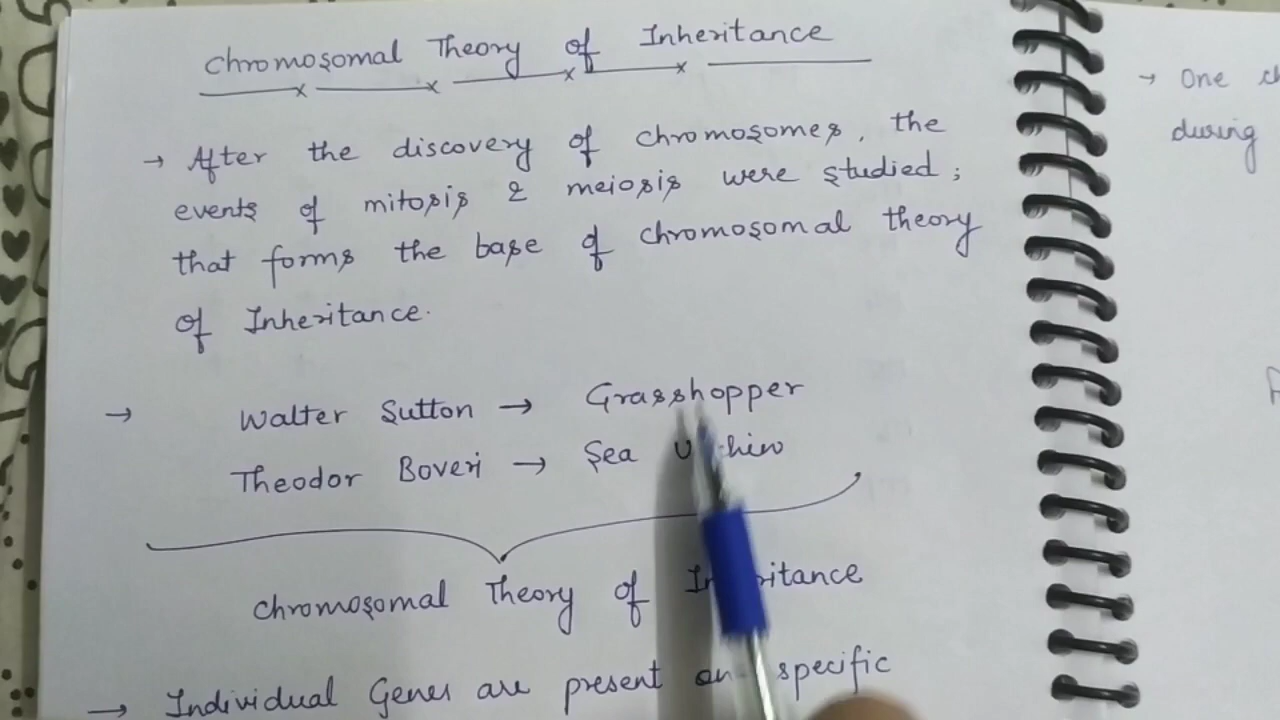 Chromosomal Theory of Inheritance
→ After the discovery of chromosomes, the
events of mitosis & meiosis were studied;
that forms the base of chromosomal theory
of Inheritance.
→ Walter Sutton → Grasshopper
Theodor Boveri → Sea
Chromosomal Theory of
→ Individual Genes are present on specific
→ One
during